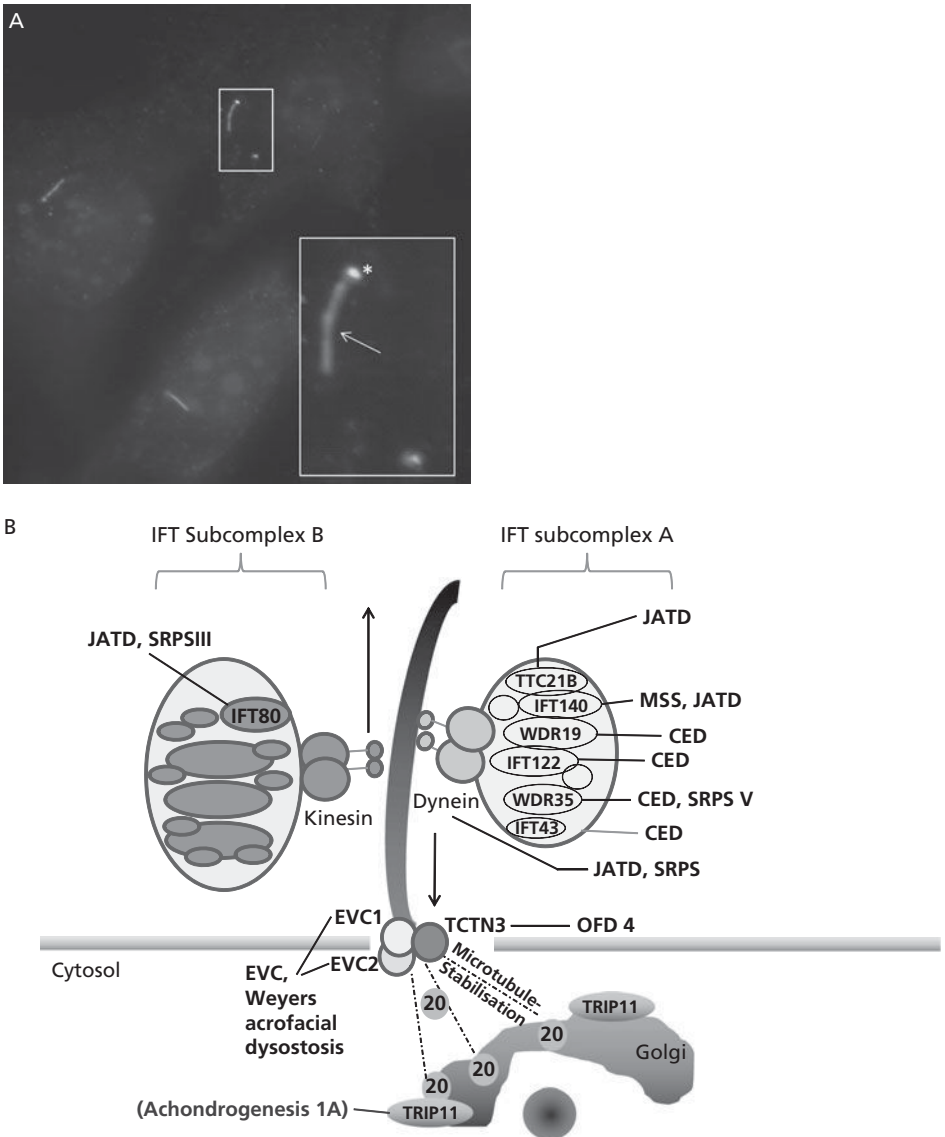 A
*
B
IFT Subcomplex B
IFT subcomplex A
JATD, SRPSIII
JATD
IFT80
TTC21B
IFT140
MSS, JATD
WDR19
CED
IFT122
CED
Kinesin
Dynein
WDR35
CED, SRPS V
IFT43
CED
JATD, SRPS
EVC1
TCTN3
OFD 4
Cytosol
EVC2
EVC,
Weyers
acrofacial
dysostosis
Microtubule-
Stabilisation
20
20
20
20
TRIP11
Golgi
(Achondrogenesis 1A)
TRIP11